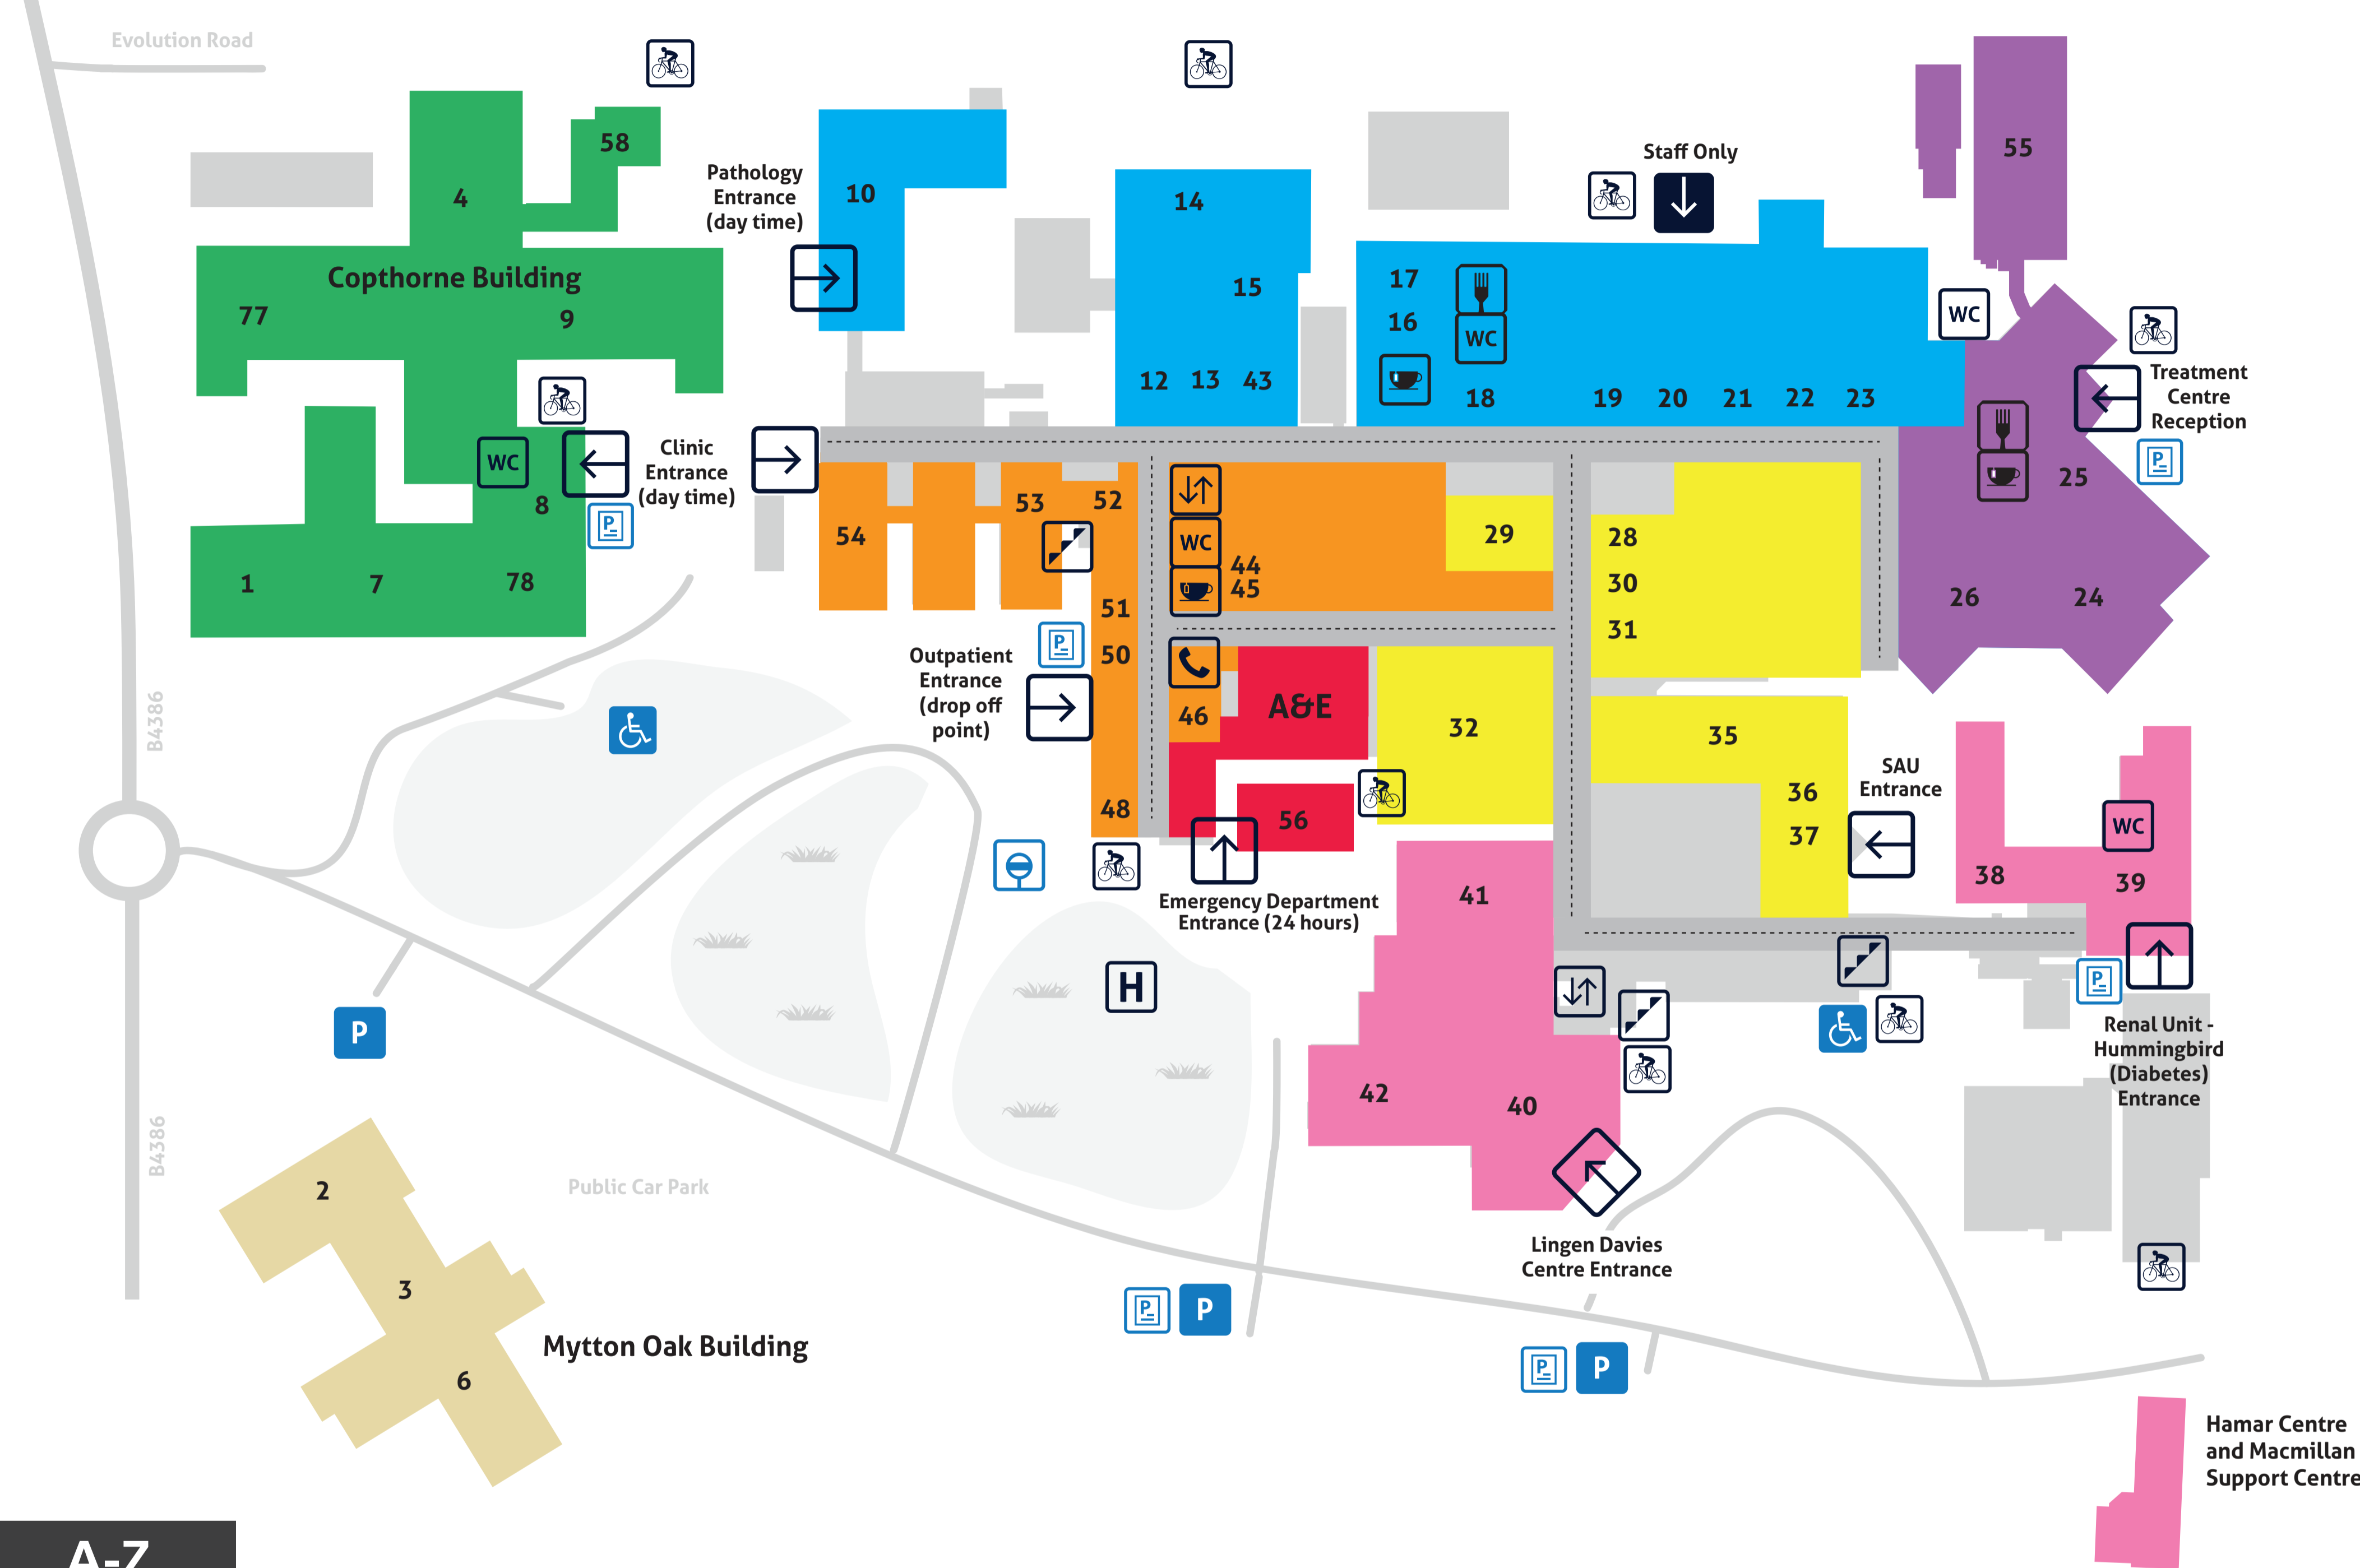 Evolution Road
58
4
Copthorne Building
77
9
WC
8
1
7
78
P
Clinic
Entrance
(day time)
Pathology
Entrance
(day time)
10
14
15
12 13 43
17
16
WC
18
19 20 21 22 23
Staff Only
55
WC
Treatment
Centre
Reception
P
25
26
24
54
53
52
51
50
48
P
Outpatient
Entrance
(drop off
point)
WC
44
45
46
A&E
56
29
32
28
30
31
35
36
37
SAU
Entrance
38
WC
39
Emergency Department
Entrance (24 hours)
41
42
40
H
P
Renal Unit -
Hummingbird
(Diabetes)
Entrance
Lingen Davies
Centre Entrance
B4386
B4386
P
2
3
6
Public Car Park
Mytton Oak Building
P P
P P
Hamar Centre
and Macmillan
Support Centre
A-Z